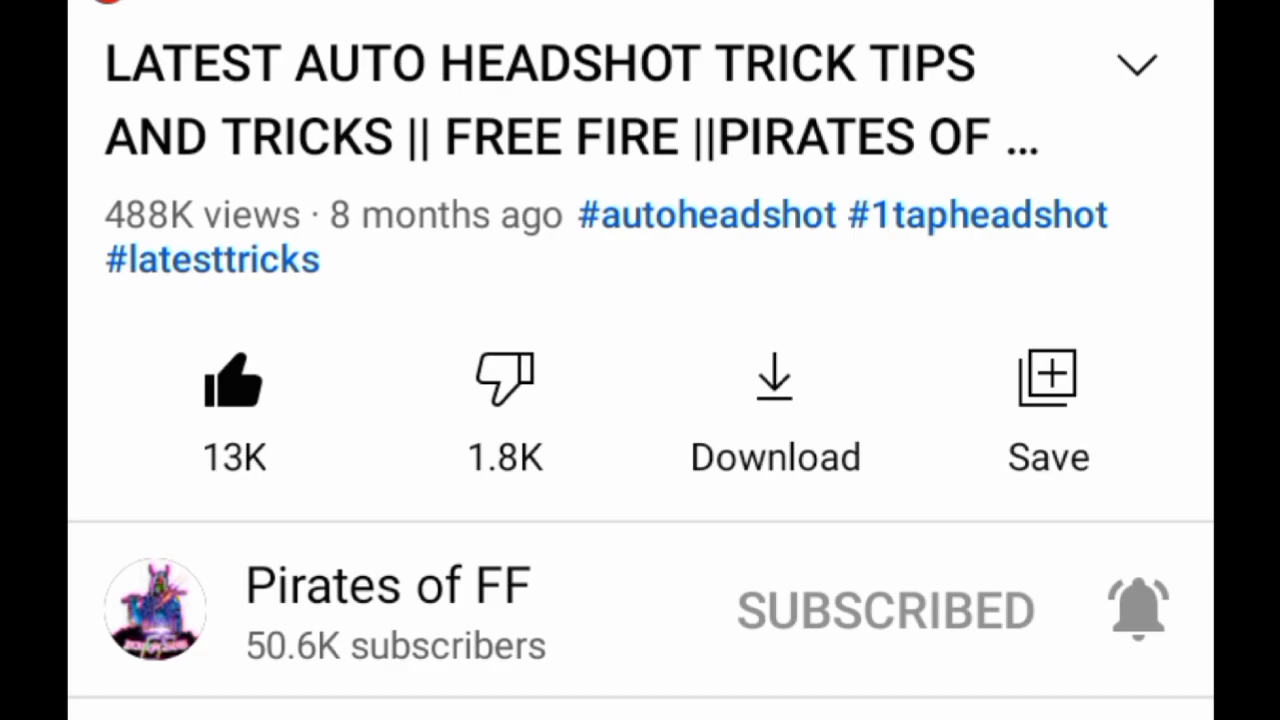 LATEST AUTO HEADSHOT TRICK TIPS
AND TRICKS || FREE FIRE ||PIRATES OF ...
488K views · 8 months ago #autoheadshot #1tapheadshot
#latesttricks
13K
1.8K
Download
Save
Pirates of FF
50.6K subscribers
SUBSCRIBED